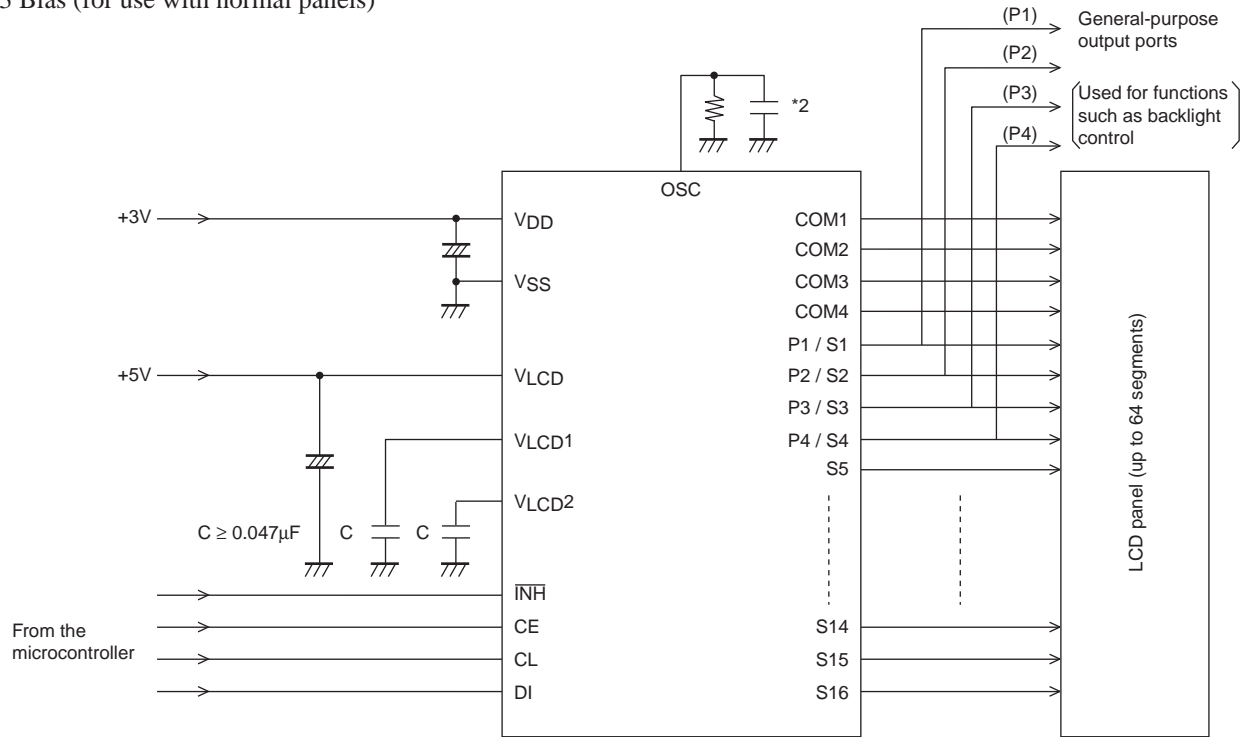 3 Bias (for use with normal panels)
(P1)
General-purpose
output ports
(P2)
(P3)
Used for functions
such as backlight
control
(P4)
*2
OSC
+3V
VDD
VSS
+5V
VLCD
VLCD1
VLCD2
C ≥ 0.047μF
C
C
From the
microcontroller
INH
CE
CL
DI
COM1
COM2
COM3
COM4
P1 / S1
P2 / S2
P3 / S3
P4 / S4
S5
S14
S15
S16
LCD panel (up to 64 segments)